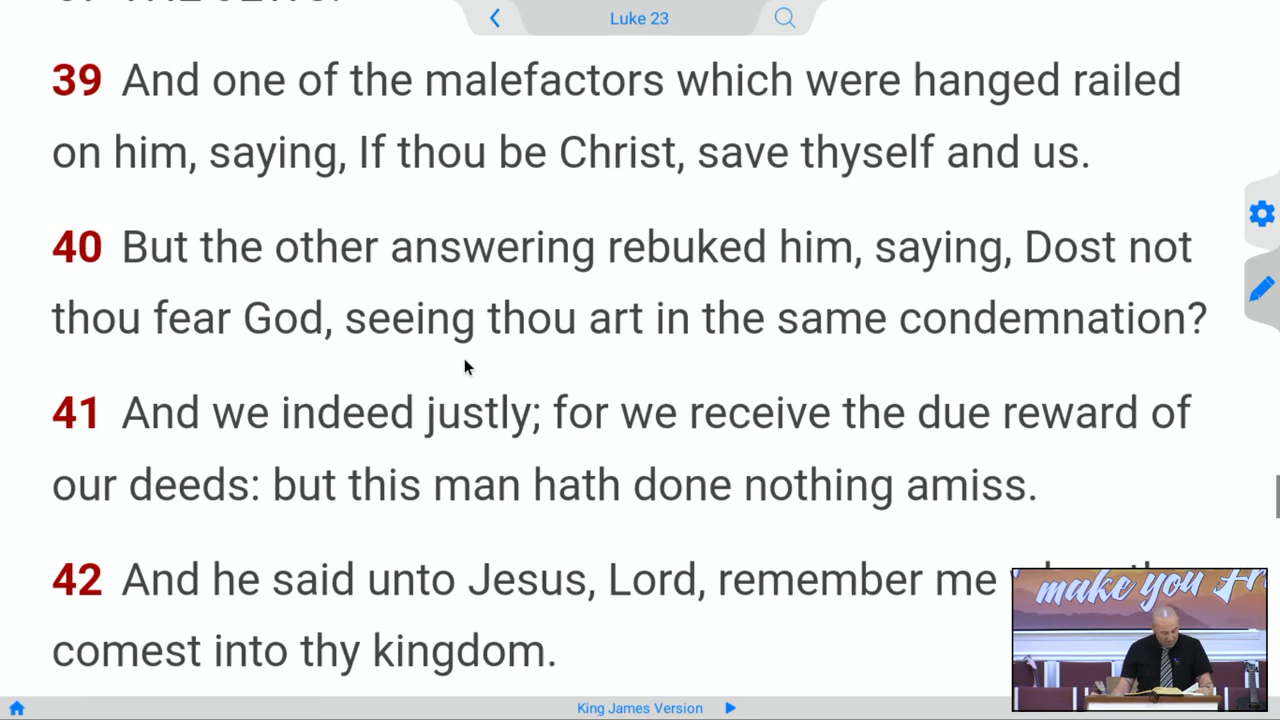 Luke 23
39 And one of the malefactors which were hanged railed
on him, saying, If thou be Christ, save thyself and us.
40 But the other answering rebuked him, saying, Dost not
thou fear God, seeing thou art in the same condemnation?
41 And we indeed justly; for we receive the due reward of
our deeds: but this man hath done nothing amiss.
42 And he said unto Jesus, Lord, remember me
comest into thy kingdom.
make you
King James Version